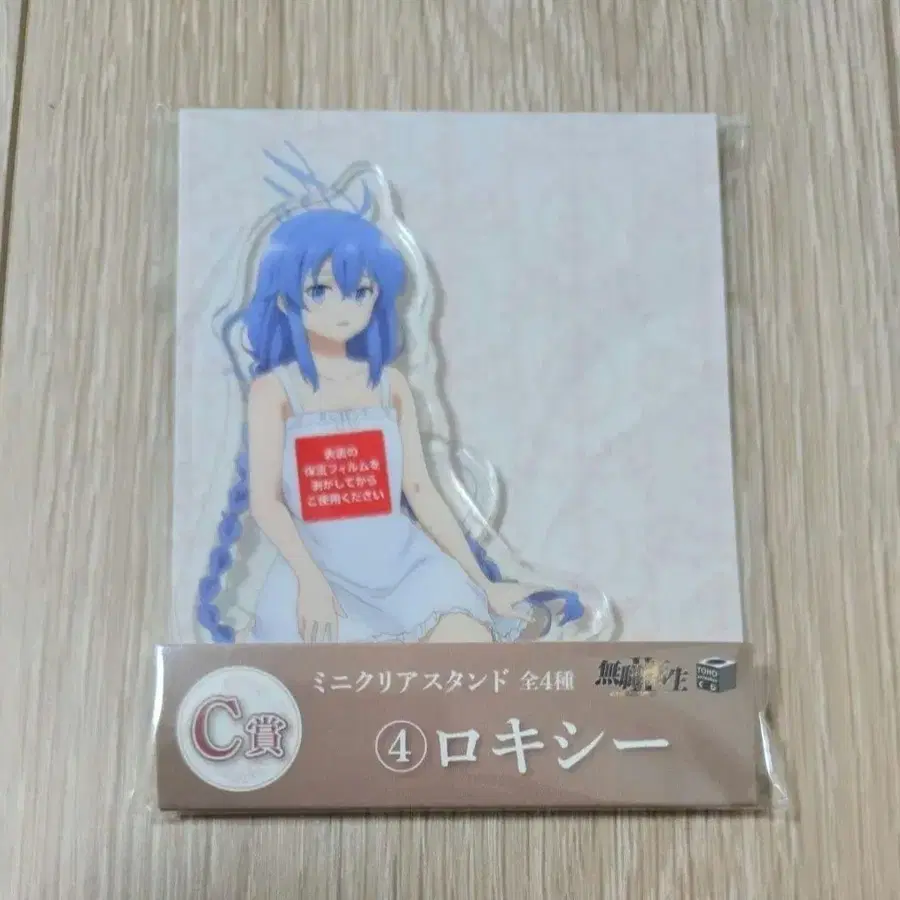 表面の
保護フィルムを
剥がしてから
ご使用ください
C賞
ミニクリアスタンド 全4種
無職転生
④ロキシー